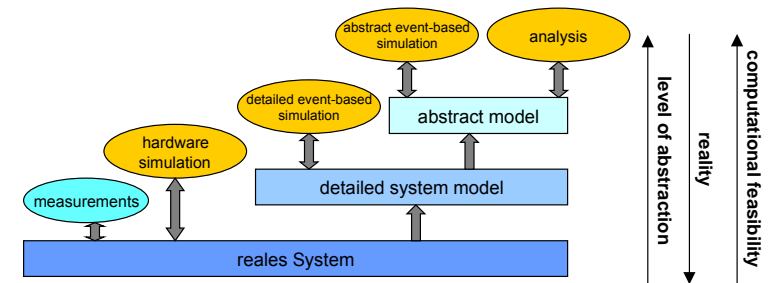 abstract event-based
simulation
analysis
detailed event-based
simulation
abstract model
hardware
simulation
detailed system model
measurements
reales System
level of abstraction
reality
computational feasibility